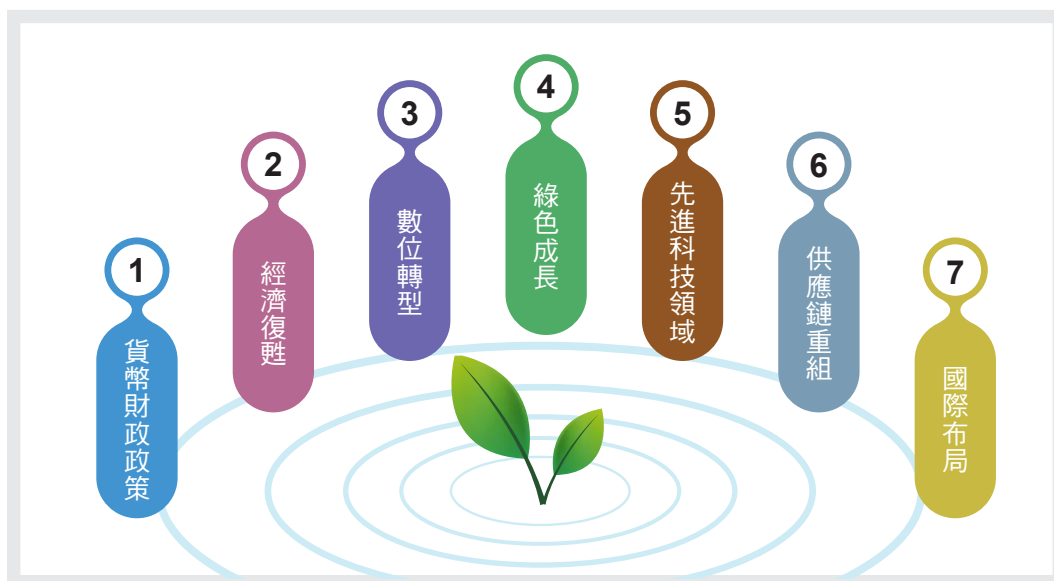 1
貨幣財政政策
2
經濟復甦
3
數位轉型
4
綠色成長
5
先進科技領域
6
供應鏈重組
7
國際布局